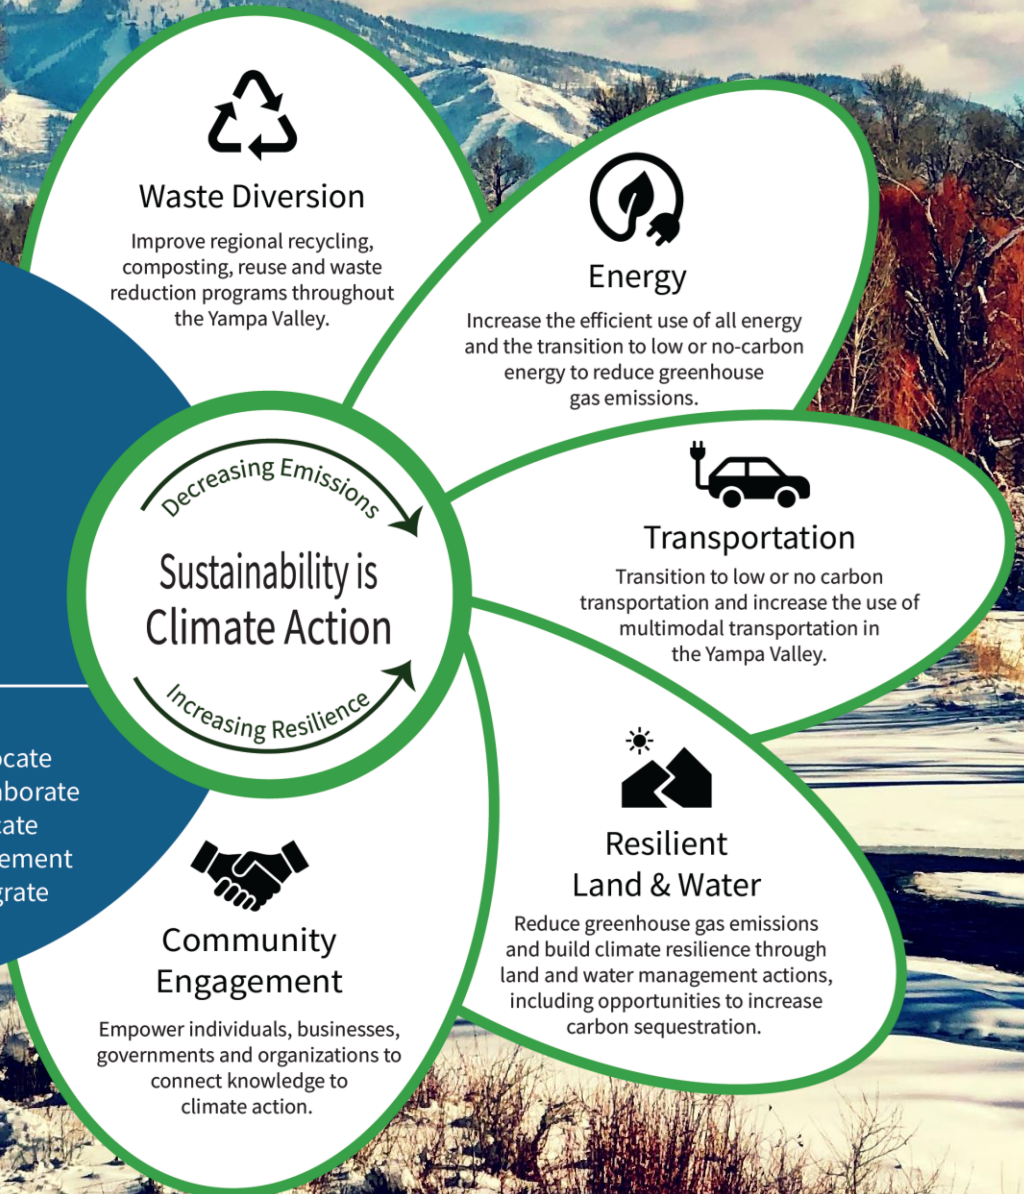 Waste Diversion
Improve regional recycling,
composting, reuse and waste
reduction programs throughout
the Yampa Valley.
Energy
Increase the efficient use of all energy
and the transition to low or no-carbon
energy to reduce greenhouse
gas emissions.
Transportation
Transition to low or no carbon
transportation and increase the use of
multimodal transportation in
the Yampa Valley.
Decreasing Emissions
Sustainability is
Climate Action
Increasing Resilience
Resilient
Land & Water
Reduce greenhouse gas emissions
and build climate resilience through
land and water management actions,
including opportunities to increase
carbon sequestration.
Community
Engagement
Empower individuals, businesses,
governments and organizations to
connect knowledge to
climate action.